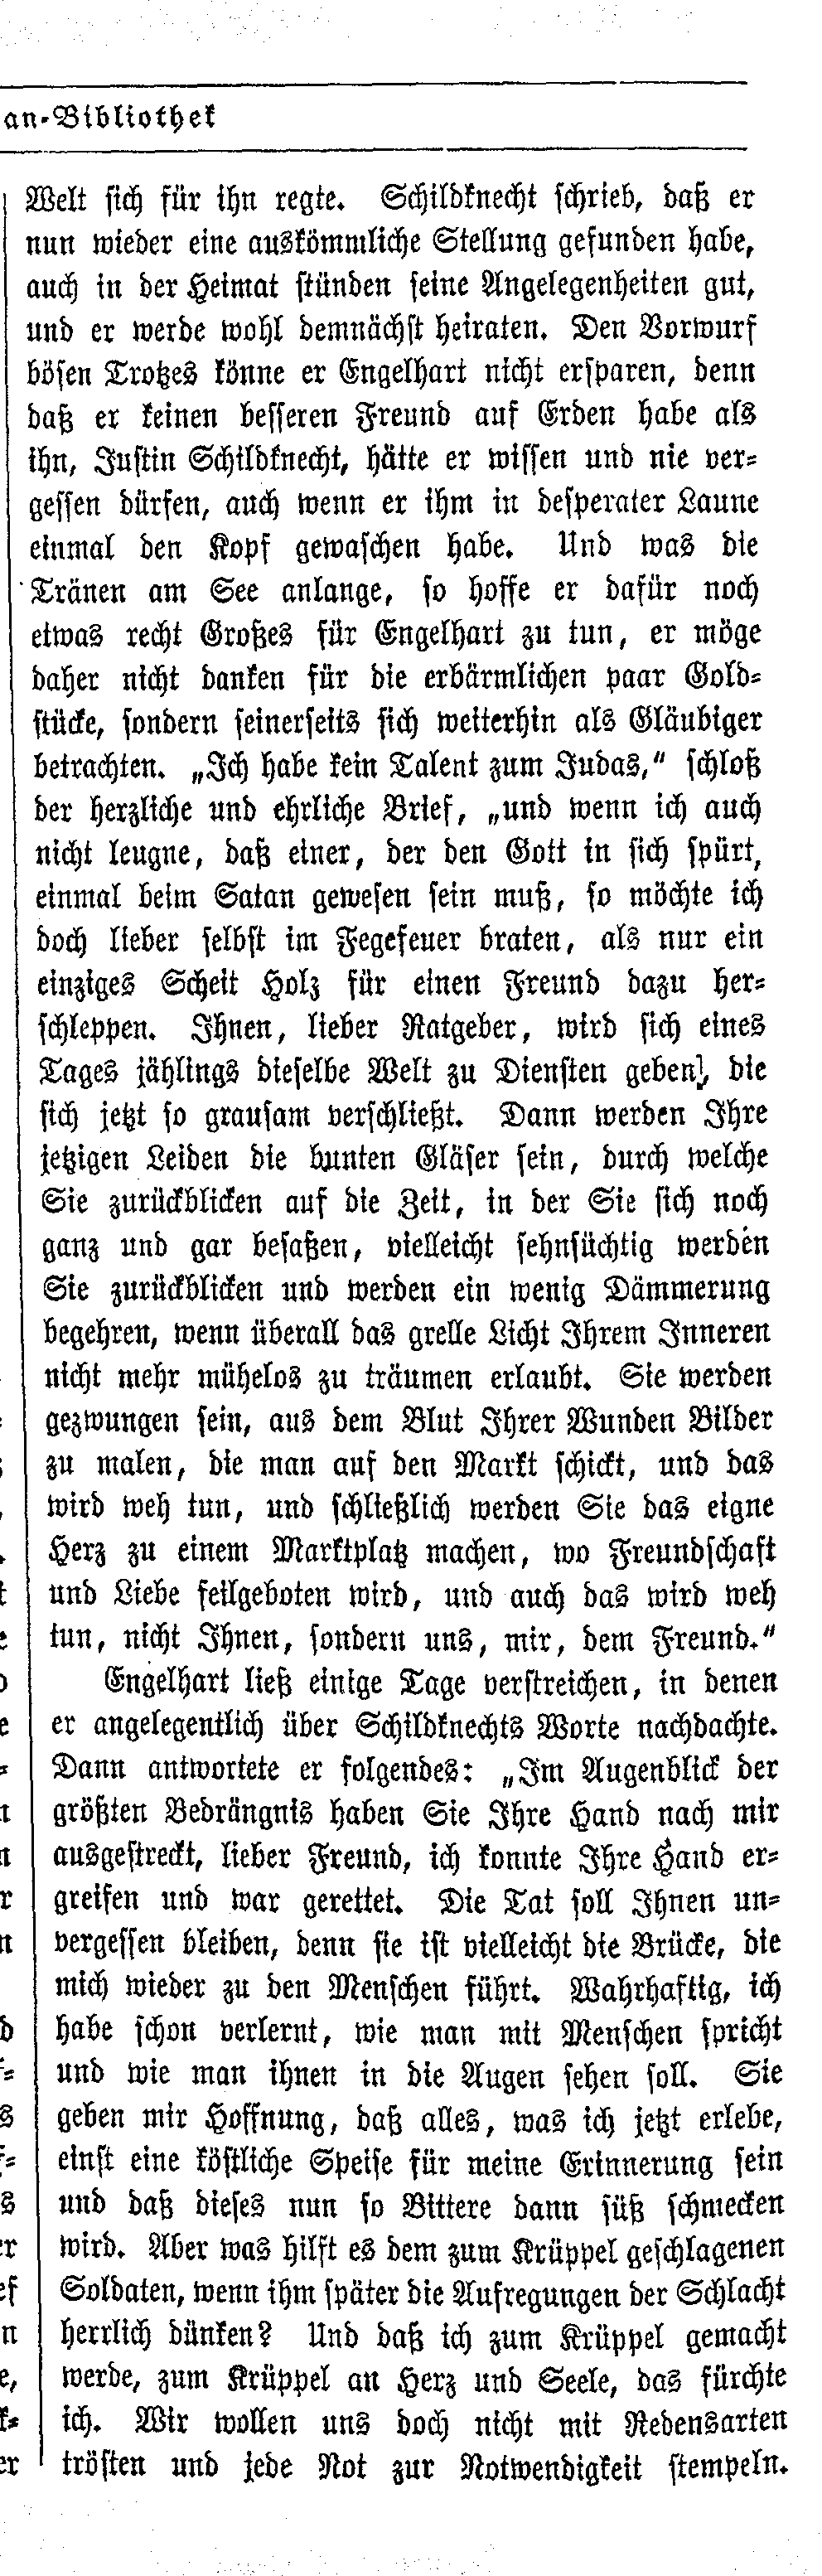 an-Bibliothek
Welt sich für ihn regte. Schildknecht schrieb, daß er
nun wieder eine auskömmliche Stellung gefunden habe,
auch in der Heimat stünden seine Angelegenheiten gut,
und er werde wohl demnächst heiraten. Den Vorwurf
bösen Trotzes könne er Engelhart nicht ersparen, denn
daß er keinen besseren Freund auf Erden habe als
ihn, Justin Schildknecht, hätte er wissen und nie ver-
gessen dürfen, auch wenn er ihm in desperater Laune
einmal den Kopf gewaschen habe. Und was die
Tränen am See anlange, so hoffe er dafür noch
etwas recht Großes für Engelhart zu tun, er möge
daher nicht danken für die erbärmlichen paar Gold-
stücke, sondern seinerseits sich weiterhin als Gläubiger
betrachten. „Ich habe kein Talent zum Judas,“ schloß
der herzliche und ehrliche Brief, „und wenn ich auch
nicht leugne, daß einer, der den Gott in sich spürt,
einmal beim Satan gewesen sein muß, so möchte ich
doch lieber selbst im Fegefeuer braten, als nur ein
einziges Scheit Holz für einen Freund dazu her-
schleppen. Ihnen, lieber Ratgeber, wird sich eines
Tages jählings dieselbe Welt zu Diensten geben, die
sich jetzt so grausam verschließt. Dann werden Ihre
jetzigen Leiden die bunten Gläser sein, durch welche
Sie zurückblicken auf die Zeit, in der Sie sich noch
ganz und gar besaßen, vielleicht sehnsüchtig werden
Sie zurückblicken und werden ein wenig Dämmerung
begehren, wenn überall das grelle Licht Ihrem Inneren
nicht mehr mühelos zu träumen erlaubt. Sie werden
gezwungen sein, aus dem Blut Ihrer Wunden Bilder
zu malen, die man auf den Markt schickt, und das
wird weh tun, und schließlich werden Sie das eigne
Herz zu einem Marktplatz machen, wo Freundschaft
und Liebe feilgeboten wird, und auch das wird weh
tun, nicht Ihnen, sondern uns, mir, dem Freund.“
Engelhart ließ einige Tage verstreichen, in denen
er angelegentlich über Schildknechts Worte nachdachte.
Dann antwortete er folgendes: „Im Augenblick der
größten Bedrängnis haben Sie Ihre Hand nach mir
ausgestreckt, lieber Freund, ich konnte Ihre Hand er-
greifen und war gerettet. Die Tat soll Ihnen un-
vergessen bleiben, denn sie ist vielleicht die Brücke, die
mich wieder zu den Menschen führt. Wahrhaftig, ich
habe schon verlernt, wie man mit Menschen spricht
und wie man ihnen in die Augen sehen soll. Sie
geben mir Hoffnung, daß alles, was ich jetzt erlebe,
einst eine köstliche Speise für meine Erinnerung sein
und daß dieses nun so Bittere dann süß schmecken
wird. Aber was hilft es dem zum Krüppel geschlagenen
Soldaten, wenn ihm später die Aufregungen der Schlacht
herrlich dünken? Und daß ich zum Krüppel gemacht
werde, zum Krüppel an Herz und Seele, das fürchte
ich. Wir wollen uns doch nicht mit Redensarten
trösten und jede Not zur Notwendigkeit stempeln.